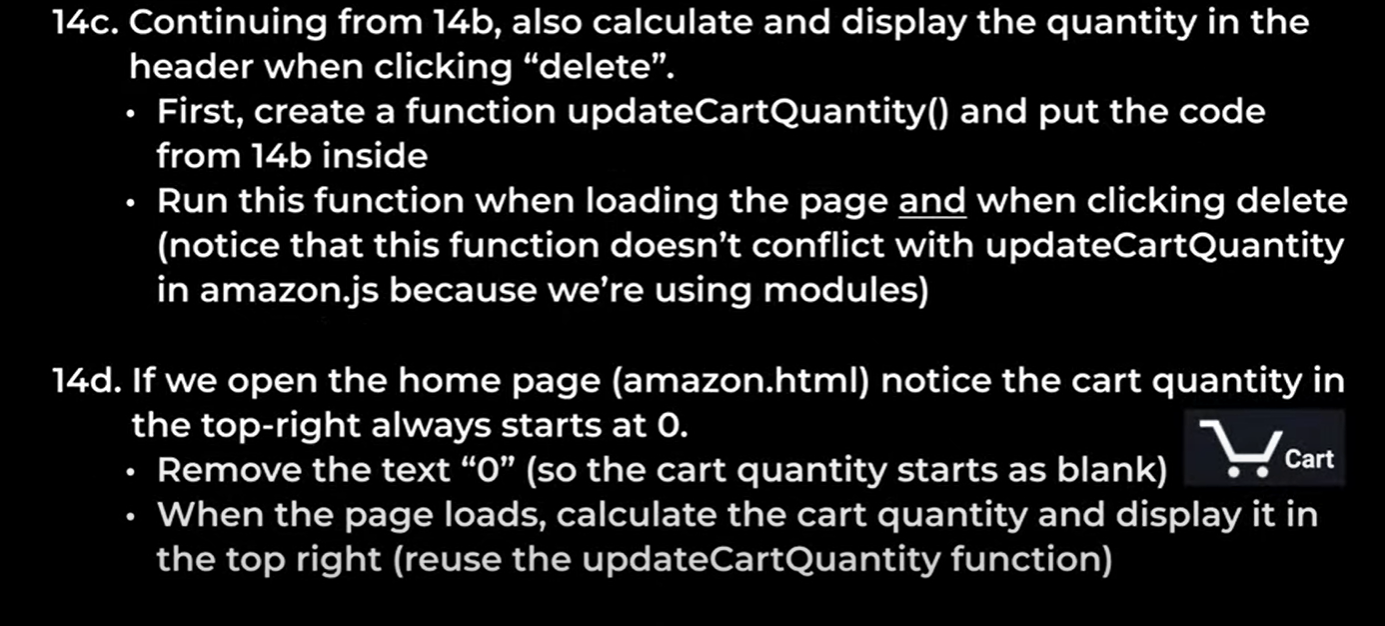 14c. Continuing from 14b, also calculate and display the quantity in the
header when clicking “delete”.
• First, create a function updateCartQuantity() and put the code
from 14b inside
• Run this function when loading the page and when clicking delete
(notice that this function doesn’t conflict with updateCartQuantity
in amazon.js because we’re using modules)
14d. If we open the home page (amazon.html) notice the cart quantity in
the top-right always starts at 0.
• Remove the text “0” (so the cart quantity starts as blank)
Cart
• When the page loads, calculate the cart quantity and display it in
the top right (reuse the updateCartQuantity function)